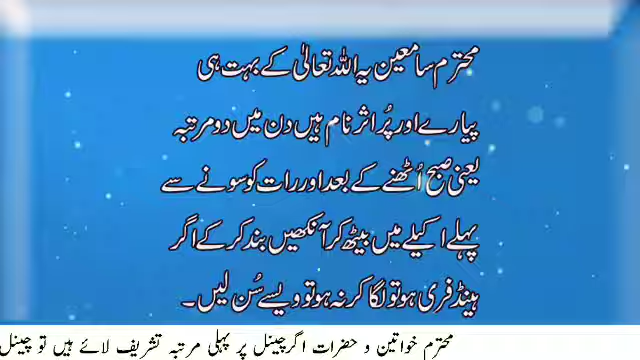 محترم سامعین یہ اللہ تعالیٰ کے بہت ہی
پیارے اور پُر اثر نام ہیں دن میں دو مرتبہ
یعنی صبح اُٹھنے کے بعد اور رات کو سونے سے
پہلے اکیلے میں بیٹھ کر آنکھیں بند کر کے اگر
ہینڈ فری ہو تو لگا کر نہ ہو تو ویسے سُن لیں۔
محترم خواتین و حضرات اگرچینل پر پہلی مرتبہ تشریف لائے ہیں تو چینل